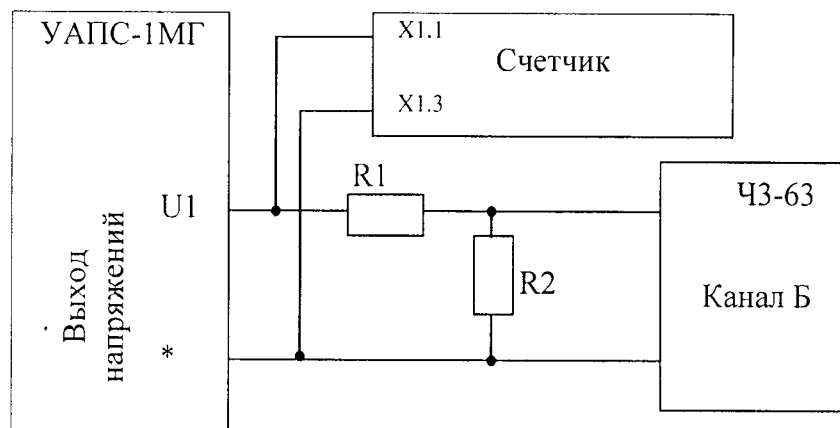 УАПС-1МГ
X1.1
Счетчик
X1.3
R1
U1
Ч3-63
Выход
напряжений
R2
Канал Б
*